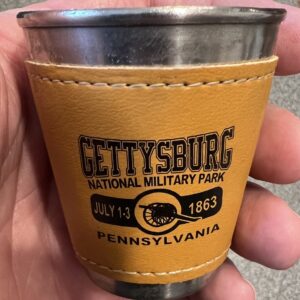 GETTYSBURG
NATIONAL MILITARY PARK
JULY 1-3 1863
PENNSYLVANIA